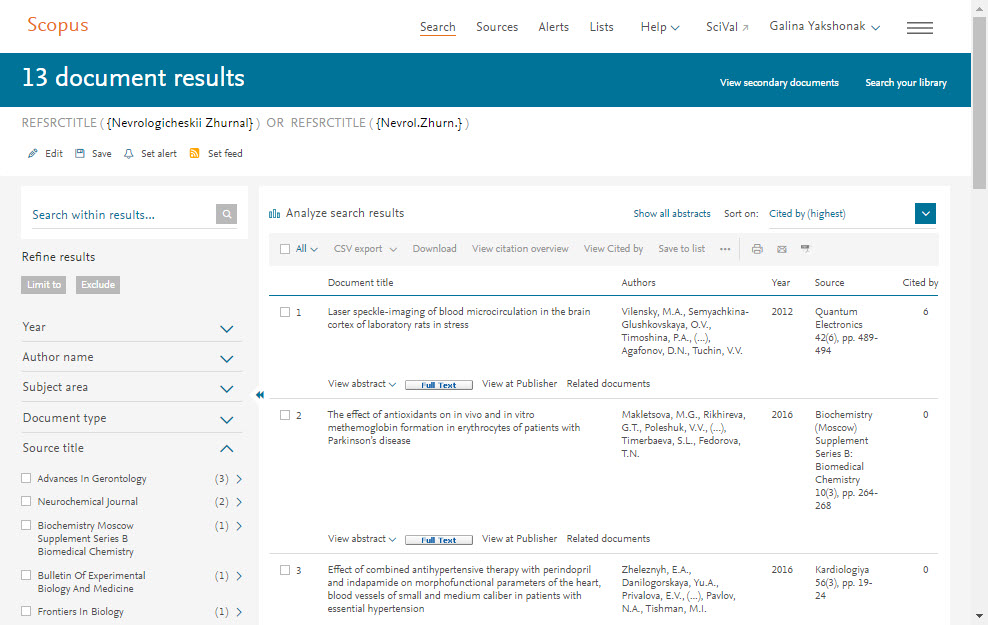 Scopus
Search Sources Alerts Lists Help SciVal Galina Yakshonak
13 document results
View secondary documents Search your library
REFSRCTITLE ( {Nevrologicheskii Zhurnal} ) OR REFSRCTITLE ( {Nevrol.Zhurn.} )
Edit Save Set alert Set feed
Search within results...
Refine results
Limit to Exclude
Year
Author name
Subject area
Document type
Source title
Advances In Gerontology (3)
Neurochemical Journal (2)
Biochemistry Moscow (1)
Supplement Series B
Biomedical Chemistry
Bulletin Of Experimental (1)
Biology And Medicine
Frontiers In Biology (1)
Analyze search results Show all abstracts Sort on: Cited by (highest)
All CSV export Download View citation overview View Cited by Save to list ...
Document title Authors Year Source Cited by
1 Laser speckle-imaging of blood microcirculation in the brain
cortex of laboratory rats in stress
Vilensky, M.A., Semyachkina-
Glushkovskaya, O.V.,
Timoshina, P.A., (...),
Agafonov, D.N., Tuchin, V.V.
2012
Quantum
Electronics
42(6), pp. 489-
494
6
View abstract Full Text View at Publisher Related documents
2 The effect of antioxidants on in vivo and in vitro
methemoglobin formation in erythrocytes of patients with
Parkinson's disease
Makletsova, M.G., Rikhireva,
G.T., Poleshuk, V.V., (...),
Timerbaeva, S.L., Fedorova,
T.N.
2016
Biochemistry
(Moscow)
Supplement
Series B:
Biomedical
Chemistry
10(3), pp. 264-
268
0
View abstract Full Text View at Publisher Related documents
3 Effect of combined antihypertensive therapy with perindopril
and indapamide on morphofunctional parameters of the heart,
blood vessels of small and medium caliber in patients with
essential hypertension
Zheleznyh, E.A.,
Danilogorskaya, Yu.A.,
Privalova, E.V., (...), Pavlov,
N.A., Tishman, M.I.
2016
Kardiologiya
56(3), pp. 19-
24
0